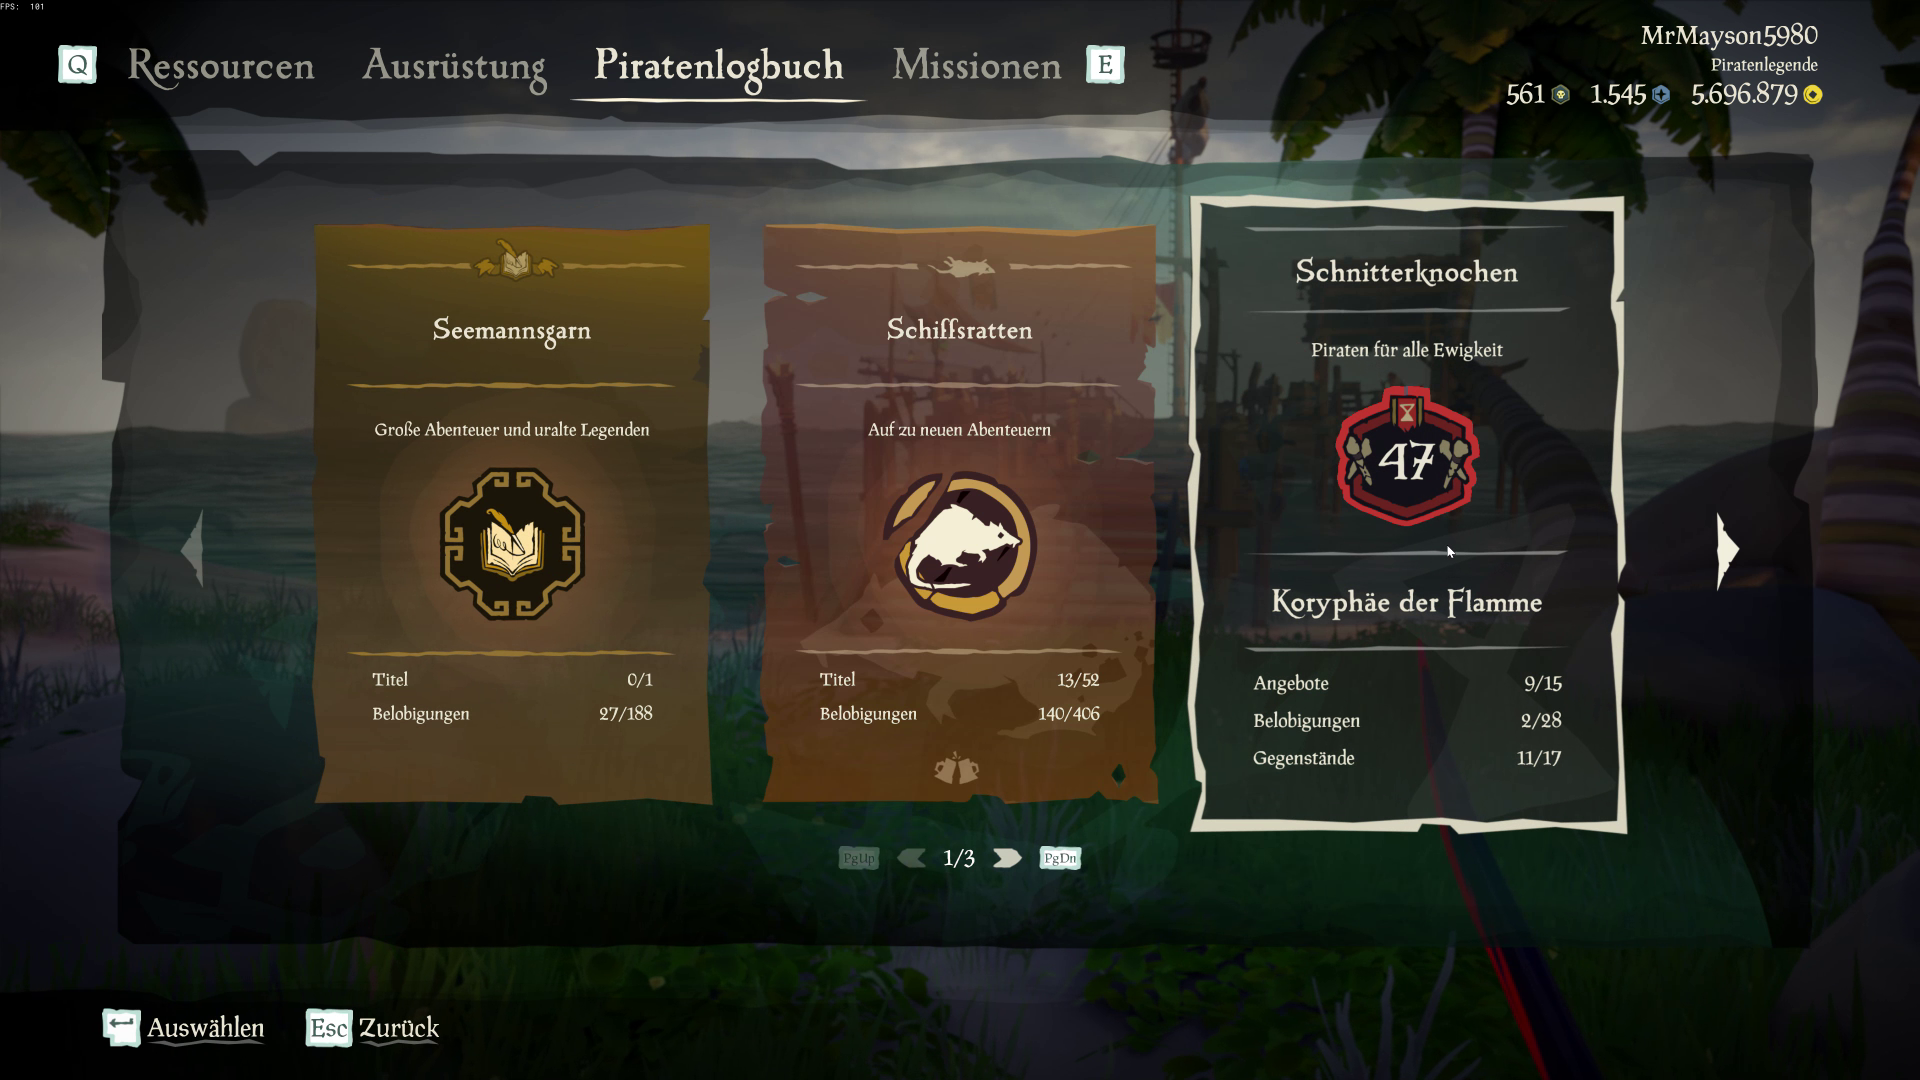 FPS: 101
Q Ressourcen Ausrüstung Piratenlogbuch Missionen E
MrMayson5980
Piratenlegende
561 1.545 5.696.879
Seemannsgarn
Große Abenteuer und uralte Legenden
Titel 0/1
Belobigungen 27/188
Schiffsratten
Auf zu neuen Abenteuern
Titel 13/52
Belobigungen 140/406
Schnitterknochen
Piraten für alle Ewigkeit
47
Koryphäe der Flamme
Angebote 9/15
Belobigungen 2/28
Gegenstände 11/17
PgUp 1/3 PgDn
Auswählen Esc Zurück